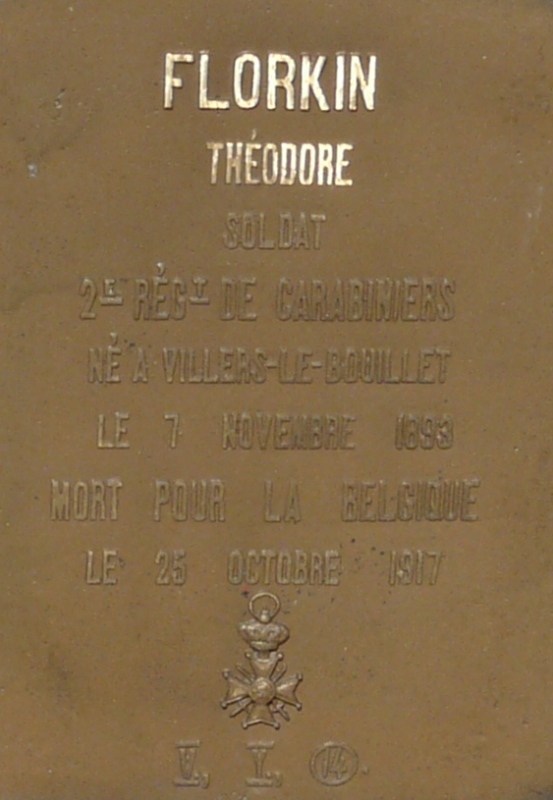 FLORKIN
THÉODORE
SOLDAT
2E RÉGT DE CARABINIERS
NÉ A VILLERS-LE-BOUILLET
LE 7 NOVEMBRE 1893
MORT POUR LA BELGIQUE
LE 25 OCTOBRE 1917
V, I, 14.